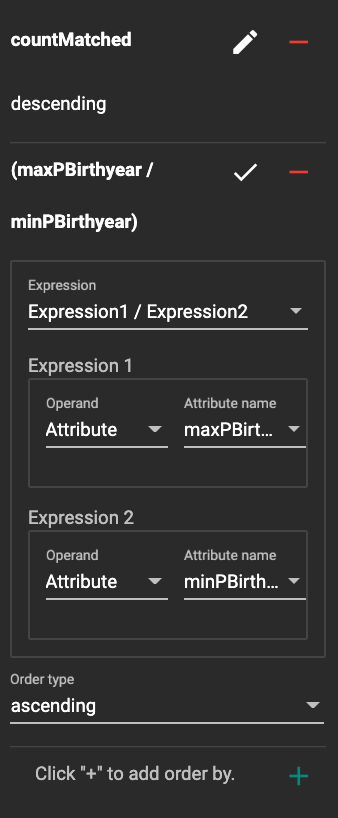 countMatched
descending
(maxPBirthyear /
minPBirthyear)
Expression
Expression1 / Expression2
Expression 1
Operand Attribute name
Attribute maxPBirt...
Expression 2
Operand Attribute name
Attribute minPBirth...
Order type
ascending
Click "+" to add order by.